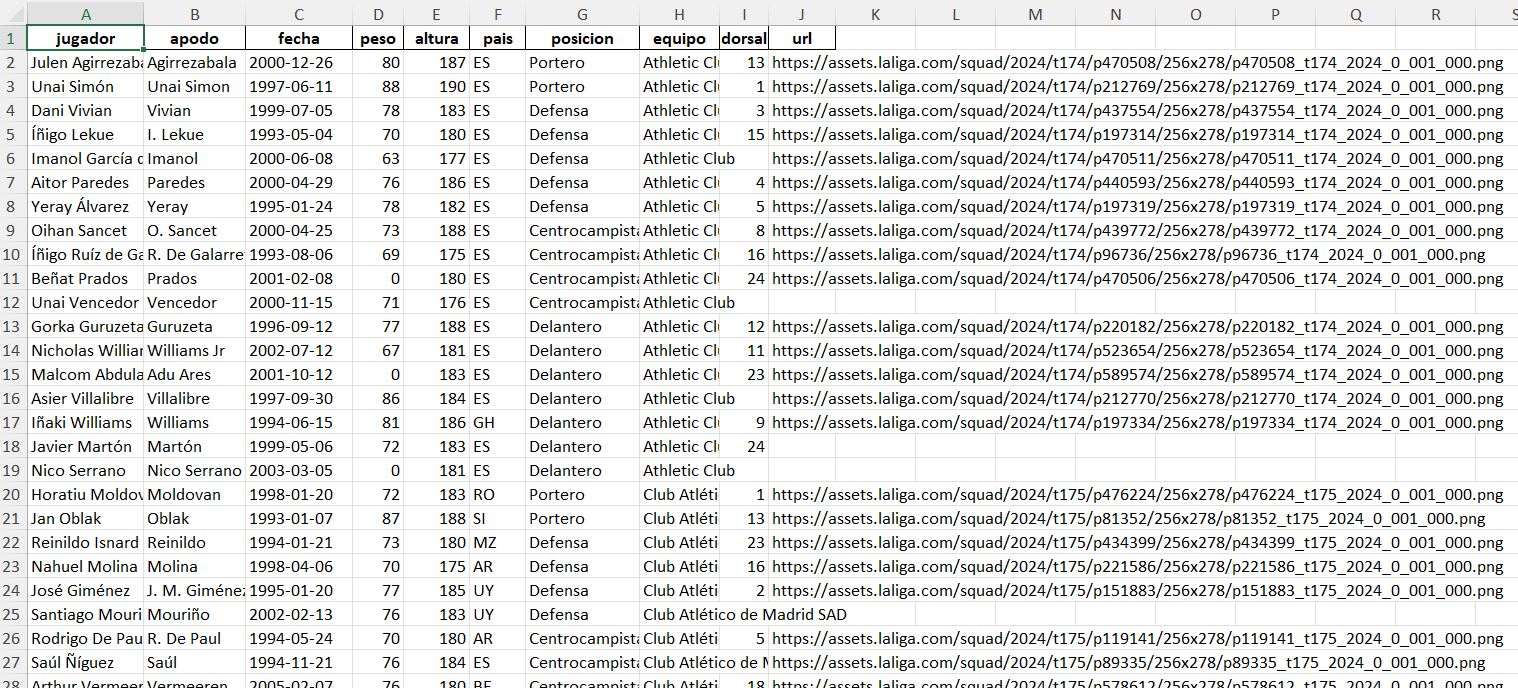 A B C D E F G H I J K L M N O P Q R S
1 jugador apodo fecha peso altura pais posicion equipo dorsal url
2 Julen Agirrezaba Agirrezabala 2000-12-26 80 187 ES Portero Athletic Cl 13 https://assets.laliga.com/squad/2024/t174/p470508/256x278/p470508_t174_2024_0_001_000.png
3 Unai Simón Unai Simon 1997-06-11 88 190 ES Portero Athletic Cl 1 https://assets.laliga.com/squad/2024/t174/p212769/256x278/p212769_t174_2024_0_001_000.png
4 Dani Vivian Vivian 1999-07-05 78 183 ES Defensa Athletic Cl 3 https://assets.laliga.com/squad/2024/t174/p437554/256x278/p437554_t174_2024_0_001_000.png
5 Íñigo Lekue I. Lekue 1993-05-04 70 180 ES Defensa Athletic Cl 15 https://assets.laliga.com/squad/2024/t174/p197314/256x278/p197314_t174_2024_0_001_000.png
6 Imanol García d Imanol 2000-06-08 63 177 ES Defensa Athletic Club https://assets.laliga.com/squad/2024/t174/p470511/256x278/p470511_t174_2024_0_001_000.png
7 Aitor Paredes Paredes 2000-04-29 76 186 ES Defensa Athletic Cl 4 https://assets.laliga.com/squad/2024/t174/p440593/256x278/p440593_t174_2024_0_001_000.png
8 Yeray Álvarez Yeray 1995-01-24 78 182 ES Defensa Athletic Cl 5 https://assets.laliga.com/squad/2024/t174/p197319/256x278/p197319_t174_2024_0_001_000.png
9 Oihan Sancet O. Sancet 2000-04-25 73 188 ES Centrocampista Athletic Cl 8 https://assets.laliga.com/squad/2024/t174/p439772/256x278/p439772_t174_2024_0_001_000.png
10 Íñigo Ruíz de Ga R. De Galarre 1993-08-06 69 175 ES Centrocampista Athletic Cl 16 https://assets.laliga.com/squad/2024/t174/p96736/256x278/p96736_t174_2024_0_001_000.png
11 Beñat Prados Prados 2001-02-08 0 180 ES Centrocampista Athletic Cl 24 https://assets.laliga.com/squad/2024/t174/p470506/256x278/p470506_t174_2024_0_001_000.png
12 Unai Vencedor Vencedor 2000-11-15 71 176 ES Centrocampista Athletic Club
13 Gorka Guruzeta Guruzeta 1996-09-12 77 188 ES Delantero Athletic Cl 12 https://assets.laliga.com/squad/2024/t174/p220182/256x278/p220182_t174_2024_0_001_000.png
14 Nicholas Williar Williams Jr 2002-07-12 67 181 ES Delantero Athletic Cl 11 https://assets.laliga.com/squad/2024/t174/p523654/256x278/p523654_t174_2024_0_001_000.png
15 Malcom Abdula Adu Ares 2001-10-12 0 183 ES Delantero Athletic Cl 23 https://assets.laliga.com/squad/2024/t174/p589574/256x278/p589574_t174_2024_0_001_000.png
16 Asier Villalibre Villalibre 1997-09-30 86 184 ES Delantero Athletic Club https://assets.laliga.com/squad/2024/t174/p212770/256x278/p212770_t174_2024_0_001_000.png
17 Iñaki Williams Williams 1994-06-15 81 186 GH Delantero Athletic Cl 9 https://assets.laliga.com/squad/2024/t174/p197334/256x278/p197334_t174_2024_0_001_000.png
18 Javier Martón Martón 1999-05-06 72 183 ES Delantero Athletic Cl 24
19 Nico Serrano Nico Serrano 2003-03-05 0 181 ES Delantero Athletic Club
20 Horatiu Moldov Moldovan 1998-01-20 72 183 RO Portero Club Atléti 1 https://assets.laliga.com/squad/2024/t175/p476224/256x278/p476224_t175_2024_0_001_000.png
21 Jan Oblak Oblak 1993-01-07 87 188 SI Portero Club Atléti 13 https://assets.laliga.com/squad/2024/t175/p81352/256x278/p81352_t175_2024_0_001_000.png
22 Reinildo Isnard Reinildo 1994-01-21 73 180 MZ Defensa Club Atléti 23 https://assets.laliga.com/squad/2024/t175/p434399/256x278/p434399_t175_2024_0_001_000.png
23 Nahuel Molina Molina 1998-04-06 70 175 AR Defensa Club Atléti 16 https://assets.laliga.com/squad/2024/t175/p221586/256x278/p221586_t175_2024_0_001_000.png
24 José Giménez J. M. Giménez 1995-01-20 77 185 UY Defensa Club Atléti 2 https://assets.laliga.com/squad/2024/t175/p151883/256x278/p151883_t175_2024_0_001_000.png
25 Santiago Mouri Mouriño 2002-02-13 76 183 UY Defensa Club Atlético de Madrid SAD
26 Rodrigo De Pau R. De Paul 1994-05-24 70 180 AR Centrocampista Club Atléti 5 https://assets.laliga.com/squad/2024/t175/p119141/256x278/p119141_t175_2024_0_001_000.png
27 Saúl Ñíguez Saúl 1994-11-21 76 184 ES Centrocampista Club Atlético de M https://assets.laliga.com/squad/2024/t175/p89335/256x278/p89335_t175_2024_0_001_000.png
28 Arthur Vermeer Vermeeren 2005-02-07 76 180 BE Centrocampista Club Atléti 18 https://assets.laliga.com/squad/2024/t175/p578612/256x278/p578612_t175_2024_0_001_000.png